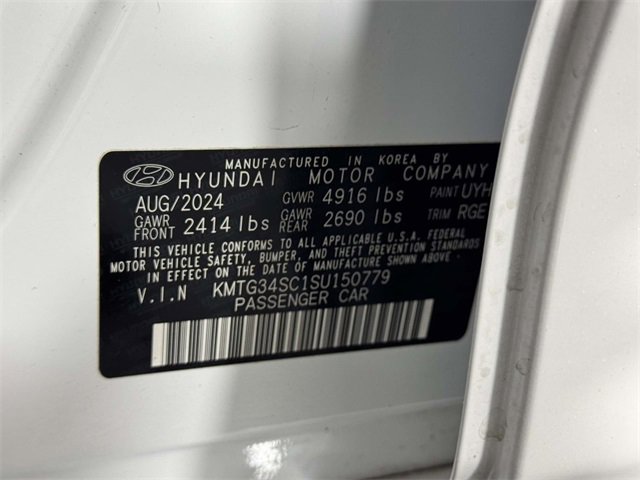 MANUFACTURED IN KOREA BY
HYUNDAI MOTOR COMPANY
AUG/2024 GVWR 4916 lbs PAINT UYH
GAWR FRONT 2414 lbs GAWR REAR 2690 lbs TRIM RGE
THIS VEHICLE CONFORMS TO ALL APPLICABLE U.S.A. FEDERAL
MOTOR VEHICLE SAFETY, BUMPER, AND THEFT PREVENTION STANDARDS
IN EFFECT ON THE DATE OF MANUFACTURE SHOWN ABOVE.
V.I.N KMTG34SC1SU150779
PASSENGER CAR